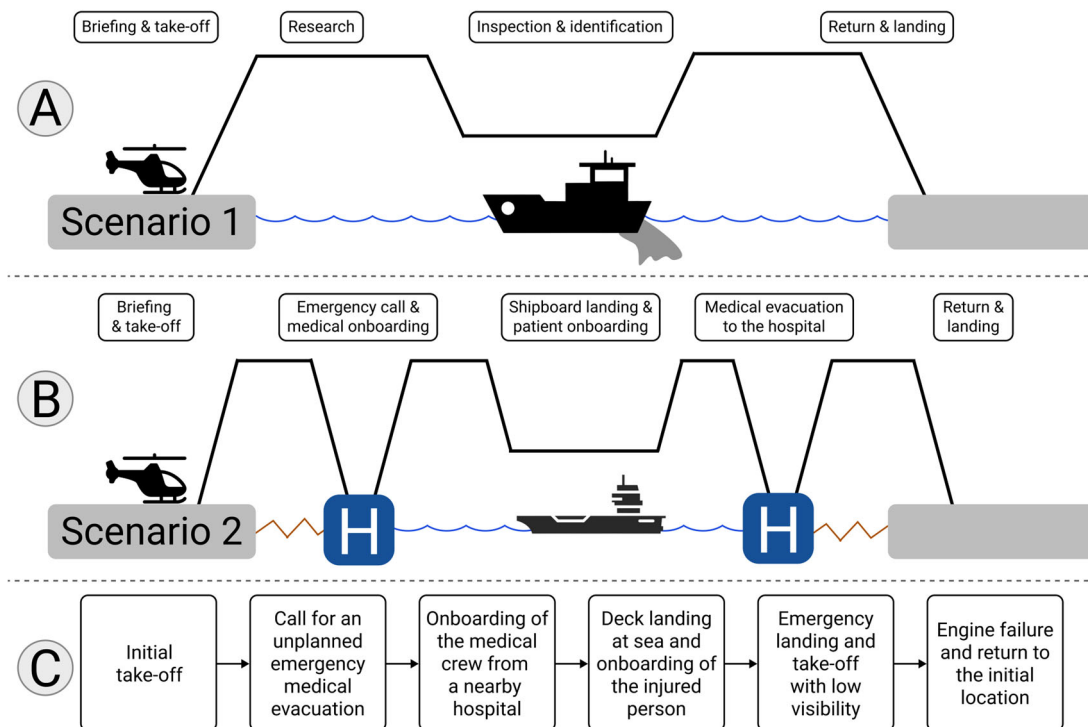 Briefing & take-off
Research
Inspection & identification
Return & landing
A
Scenario 1
Briefing
& take-off
Emergency call &
medical onboarding
Shipboard landing &
patient onboarding
Medical evacuation
to the hospital
Return &
landing
B
Scenario 2
H
H
C
Initial
take-off
Call for an
unplanned
emergency
medical
evacuation
Onboarding of
the medical
crew from
a nearby
hospital
Deck landing
at sea and
onboarding of
the injured
person
Emergency
landing and
take-off
with low
visibility
Engine failure
and return to
the initial
location